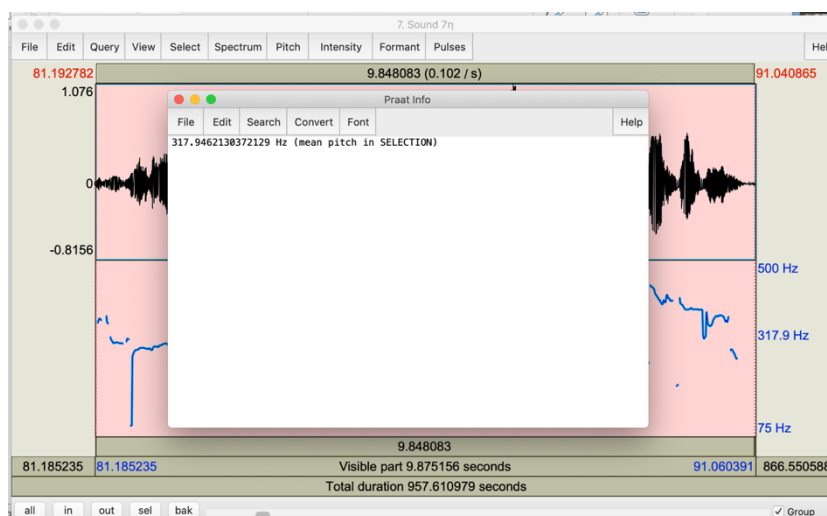 7. Sound 7η
File Edit Query View Select Spectrum Pitch Intensity Formant Pulses
81.192782 9.848083 (0.102 / s) 91.040865
1.076
Praat Info
File Edit Search Convert Font Help
317.9462130372129 Hz (mean pitch in SELECTION)
0
-0.8156
500 Hz
317.9 Hz
75 Hz
9.848083
81.185235 81.185235 Visible part 9.875156 seconds 91.060391 866.550588
Total duration 957.610979 seconds
all in out sel bak Group